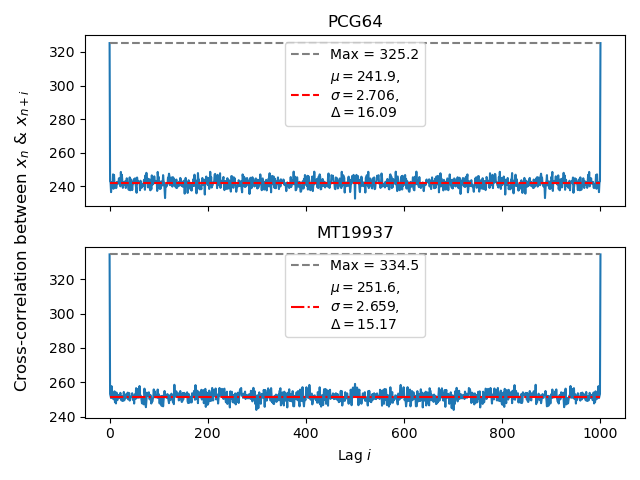 PCG64
320
300
280
260
240
Max = 325.2
μ = 241.9,
σ = 2.706,
Δ = 16.09
Cross-correlation between xₙ & xₙ₊ᵢ
MT19937
320
300
280
260
240
Max = 334.5
μ = 251.6,
σ = 2.659,
Δ = 15.17
0 200 400 600 800 1000
Lag i